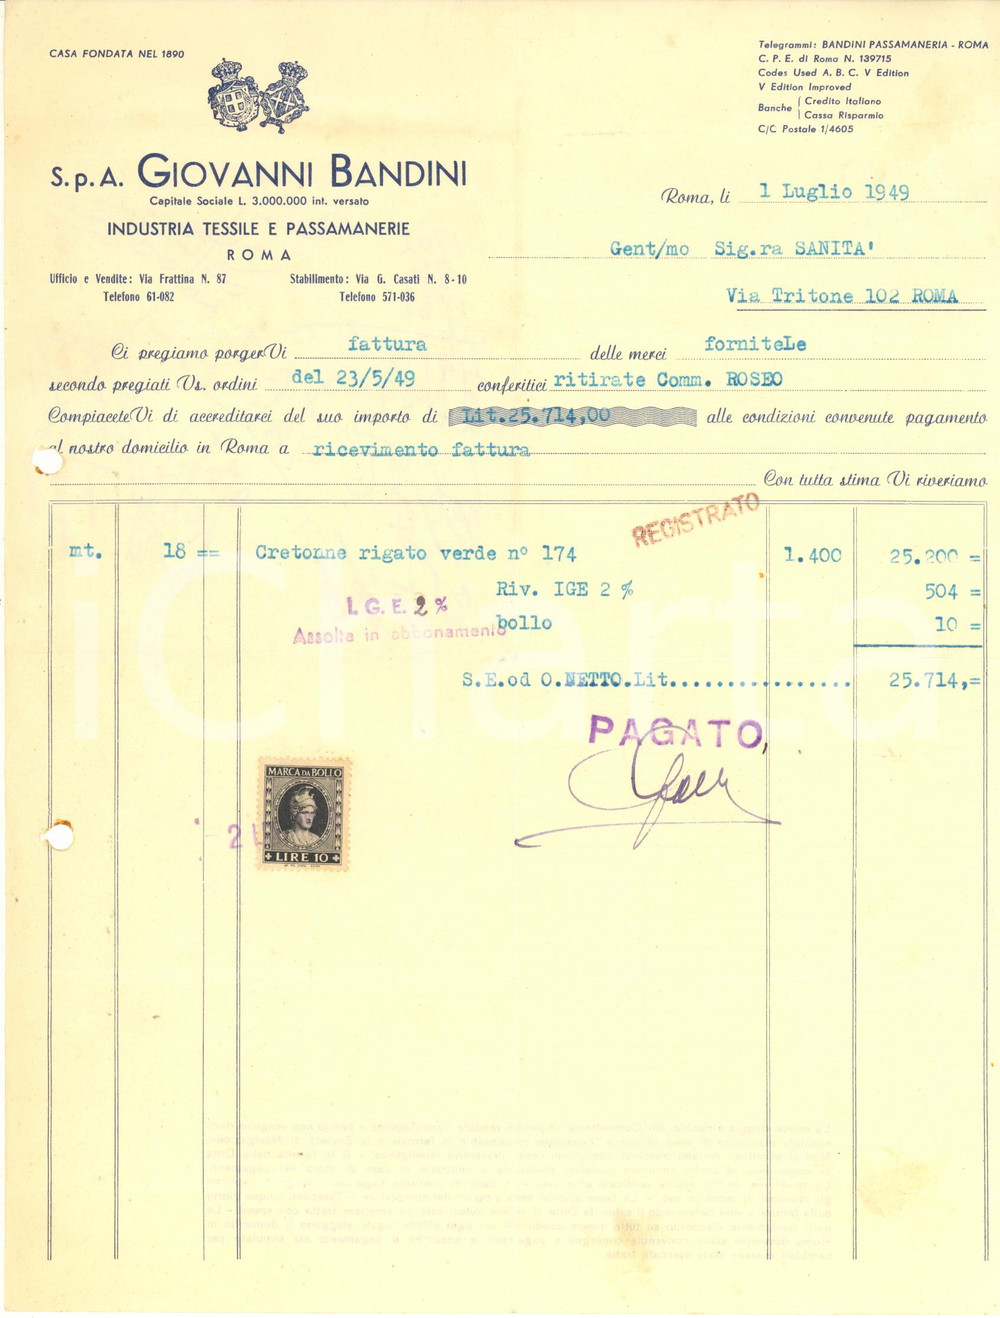 CASA FONDATA NEL 1890
Telegrammi: BANDINI PASSAMANERIA - ROMA
C. P. E. di Roma N. 139715
Codes Used A. B. C. V Edition
V Edition Improved
Banche | Credito Italiano
| Cassa Risparmio
C/C Postale 1/4605
S.p.A. GIOVANNI BANDINI
Capitale Sociale L. 3.000.000 int. versato
INDUSTRIA TESSILE E PASSAMANERIE
ROMA
Ufficio e Vendite: Via Frattina N. 87
Telefono 61-082
Stabilimento: Via G. Casati N. 8-10
Telefono 571-036
Roma, li 1 Luglio 1949
Gent/mo Sig.ra SANITA'
Via Tritone 102 ROMA
Ci pregiamo porgerVi fattura delle merci forniteLe
secondo pregiati Vs. ordini del 23/5/49 conferitici ritirate Comm. ROSEO
CompiaceteVi di accreditarci del suo importo di Lit.25.714,00 alle condizioni convenute pagamento
al nostro domicilio in Roma a ricevimento fattura
Con tutta stima Vi riveriamo
REGISTRATO
mt. 18 == Cretonne rigato verde n° 174 1.400 25.200 =
Riv. IGE 2 % 504 =
I. G. E. 2 %
Assolta in abbonamento
bollo 10 =
S.E.od O.NETTO.Lit................ 25.714,=
PAGATO
MARCA DA BOLLO
LIRE 10
iCharta